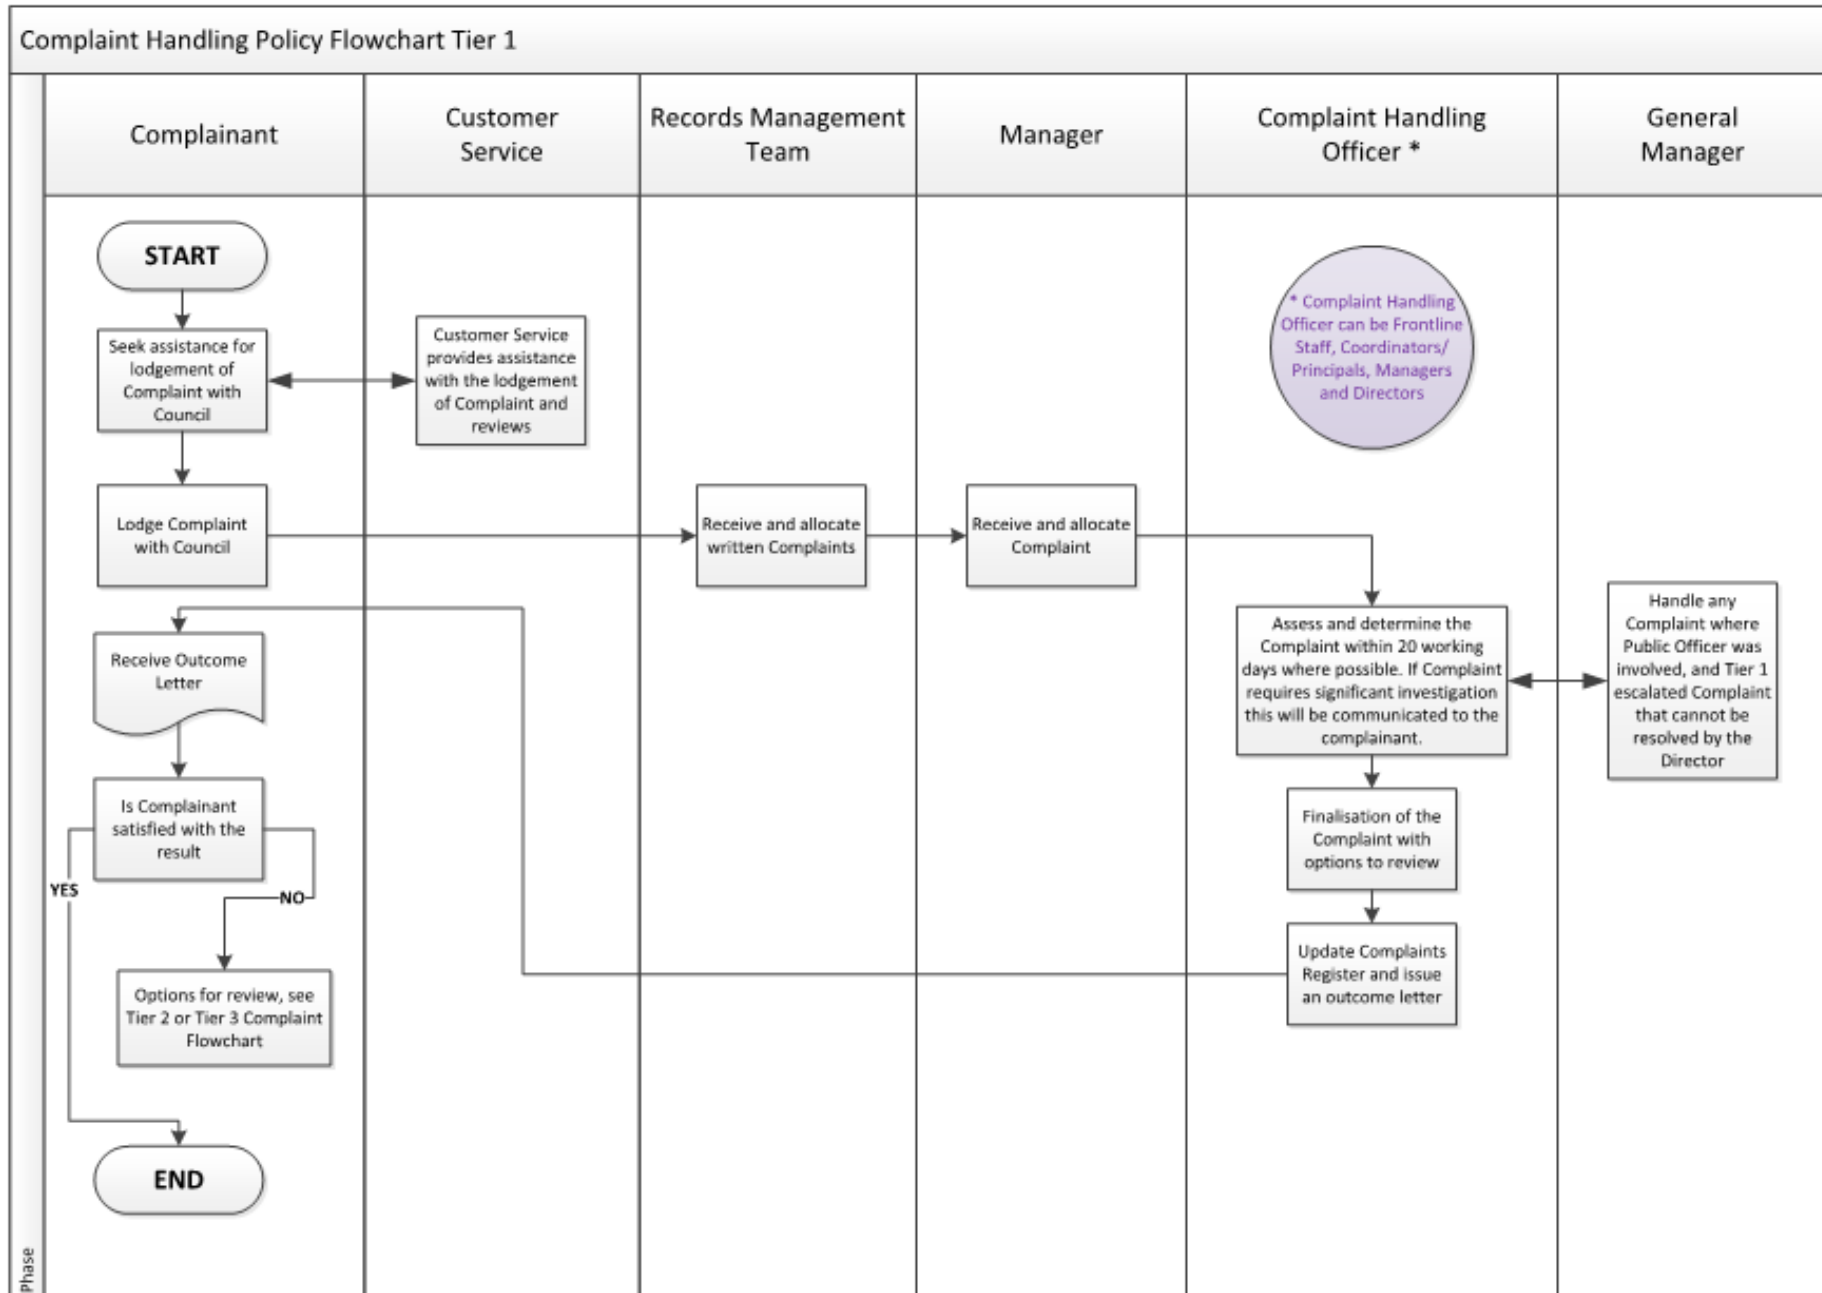 Complaint Handling Policy Flowchart Tier 1
Complainant
Customer
Service
Records Management
Team
Manager
Complaint Handling
Officer *
General
Manager
START
* Complaint Handling
Officer can be Frontline
Staff, Coordinators/
Principals, Managers
and Directors
Seek assistance for
lodgement of
Complaint with
Council
Customer Service
provides assistance
with the lodgement
of Complaint and
reviews
Lodge Complaint
with Council
Receive and allocate
written Complaints
Receive and allocate
Complaint
Assess and determine the
Complaint within 20 working
days where possible. If Complaint
requires significant investigation
this will be communicated to the
complainant.
Handle any
Complaint where
Public Officer was
involved, and Tier 1
escalated Complaint
that cannot be
resolved by the
Director
Finalisation of the
Complaint with
options to review
Update Complaints
Register and issue
an outcome letter
Receive Outcome
Letter
Is Complainant
satisfied with the
result
YES
NO
Options for review, see
Tier 2 or Tier 3 Complaint
Flowchart
END
Phase